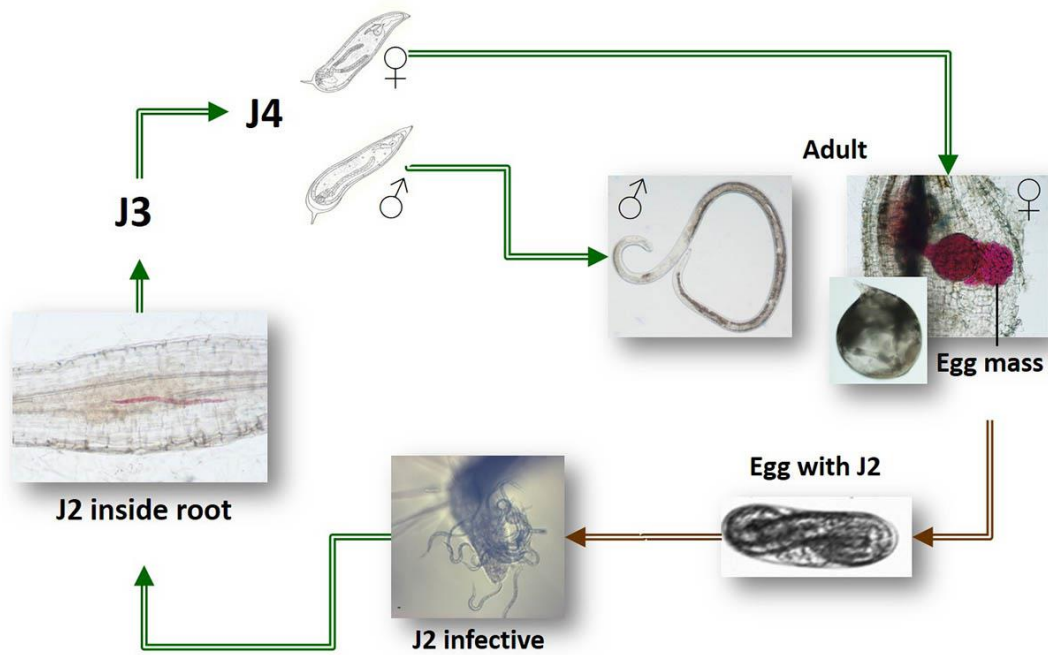 J4
♀
♂
J3
Adult
♂
♀
Egg mass
J2 inside root
Egg with J2
J2 infective